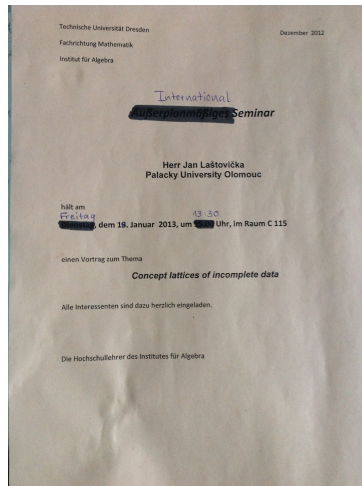 Technische Universität Dresden
Dezember 2012
Fachrichtung Mathematik
Institut für Algebra
International
Außerplanmäßiges Seminar
Herr Jan Laštovička
Palacky University Olomouc
hält am
Freitag 13:30
, dem 18. Januar 2013, um Uhr, im Raum C 115
einen Vortrag zum Thema
Concept lattices of incomplete data
Alle Interessenten sind dazu herzlich eingeladen.
Die Hochschullehrer des Institutes für Algebra